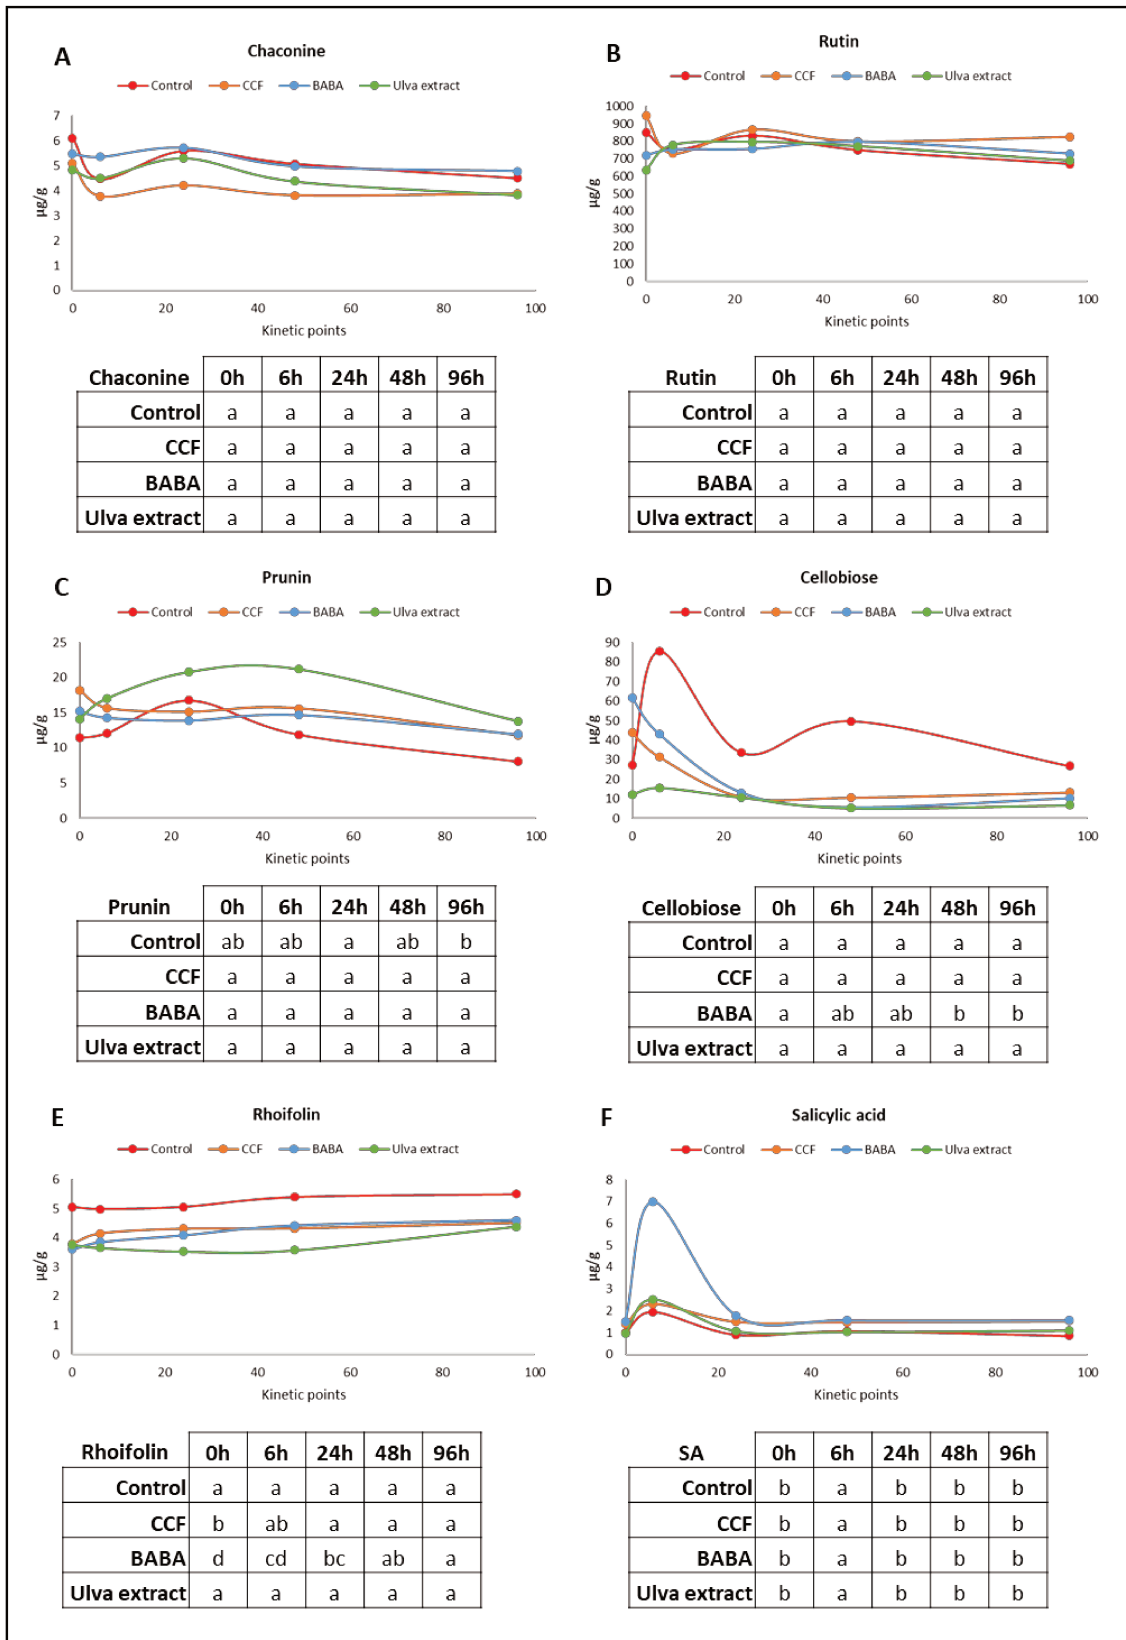 A
Chaconine
Control CCF BABA Ulva extract
7
6
5
4
3
2
1
0
µg/g
0 20 40 60 80 100
Kinetic points
Chaconine 0h 6h 24h 48h 96h
Control a a a a a
CCF a a a a a
BABA a a a a a
Ulva extract a a a a a
B
Rutin
Control CCF BABA Ulva extract
1000
900
800
700
600
500
400
300
200
100
0
µg/g
0 20 40 60 80 100
Kinetic points
Rutin 0h 6h 24h 48h 96h
Control a a a a a
CCF a a a a a
BABA a a a a a
Ulva extract a a a a a
C
Prunin
Control CCF BABA Ulva extract
25
20
15
10
5
0
µg/g
0 20 40 60 80 100
Kinetic points
Prunin 0h 6h 24h 48h 96h
Control ab ab a ab b
CCF a a a a a
BABA a a a a a
Ulva extract a a a a a
D
Cellobiose
Control CCF BABA Ulva extract
90
80
70
60
50
40
30
20
10
0
µg/g
0 20 40 60 80 100
Kinetic points
Cellobiose 0h 6h 24h 48h 96h
Control a a a a a
CCF a a a a a
BABA a ab ab b b
Ulva extract a a a a a
E
Rhoifolin
Control CCF BABA Ulva extract
6
5
4
3
2
1
0
µg/g
0 20 40 60 80 100
Kinetic points
Rhoifolin 0h 6h 24h 48h 96h
Control a a a a a
CCF b ab a a a
BABA d cd bc ab a
Ulva extract a a a a a
F
Salicylic acid
Control CCF BABA Ulva extract
8
7
6
5
4
3
2
1
0
µg/g
0 20 40 60 80 100
Kinetic points
SA 0h 6h 24h 48h 96h
Control b a b b b
CCF b a b b b
BABA b a b b b
Ulva extract b a b b b